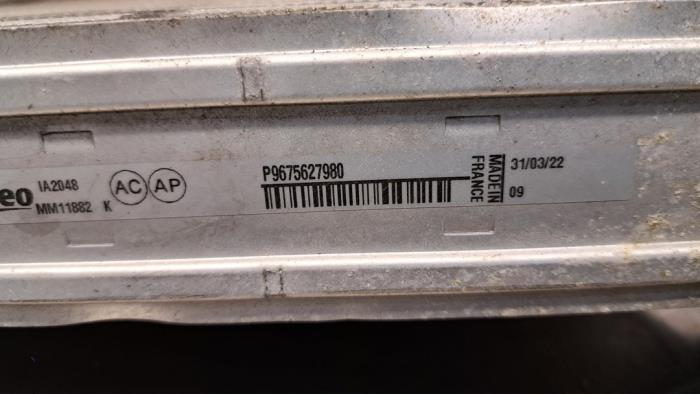 eo IA2048
MM11882 K
AC AP
P9675627980
MADE IN
FRANCE
31/03/22
09